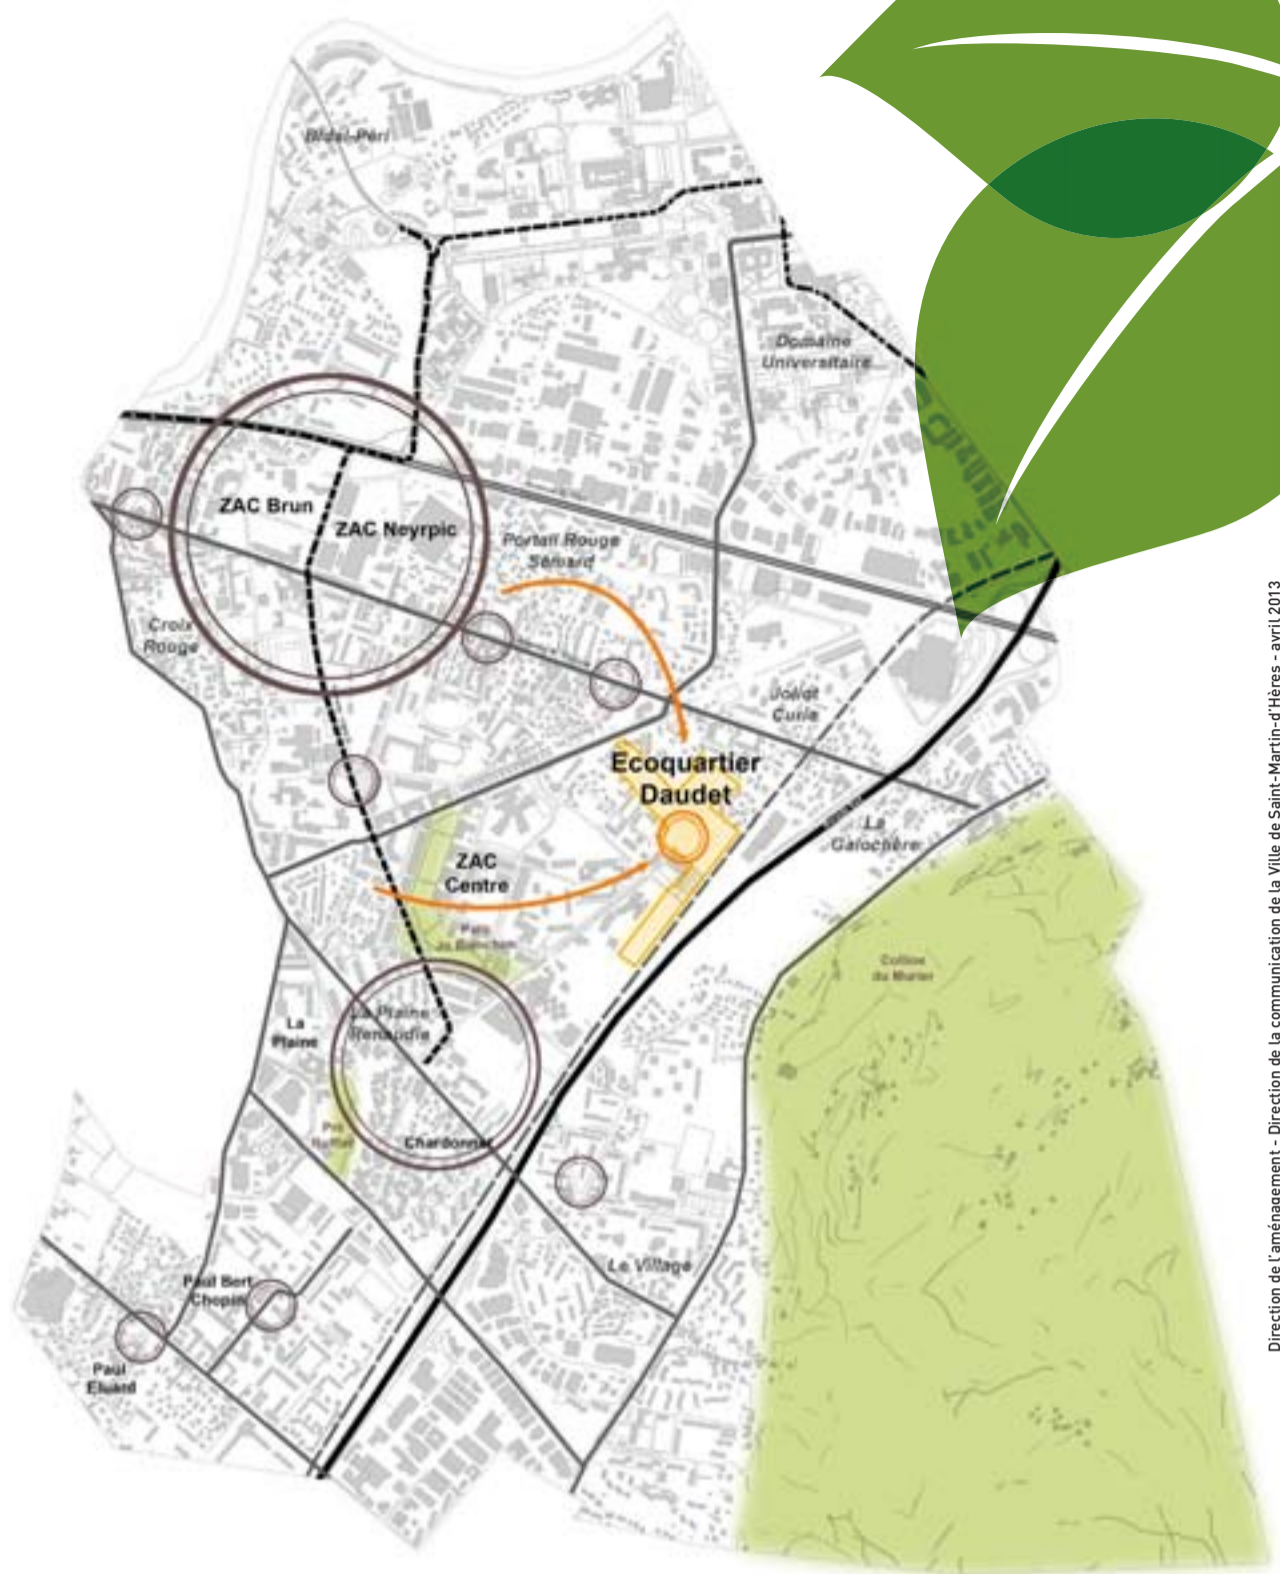 Bidal-Péri
Domaine
Universitaire
ZAC Brun
ZAC Neyrpic
Portail Rouge
Sémard
Croix
Rouge
Joliot
Curie
Ecoquartier
Daudet
La
Galochère
ZAC
Centre
Parc
Colline
du Murier
La
Plaine
La Plaine
Renaudie
Chardonnet
Le Village
Paul Bert
Chopin
Paul
Eluard
Direction de l'aménagement - Direction de la communication de la Ville de Saint-Martin-d'Hères - avril 2013